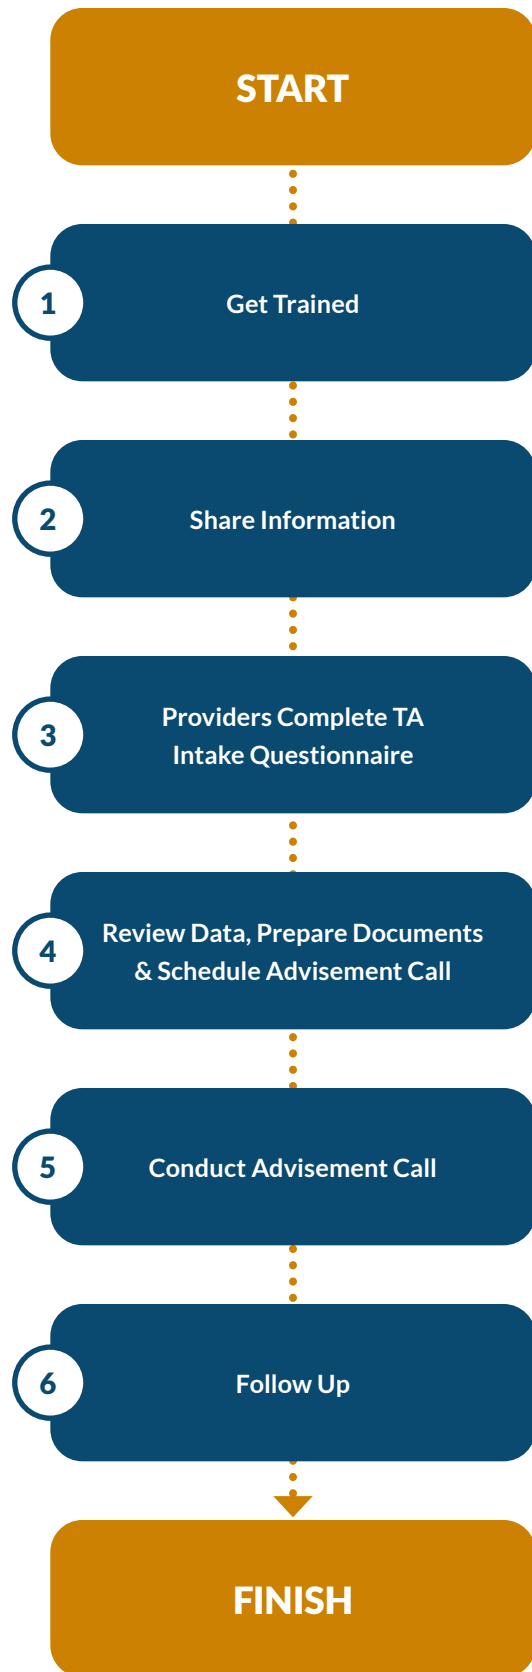 START
1
Get Trained
2
Share Information
3
Providers Complete TA
Intake Questionnaire
4
Review Data, Prepare Documents
& Schedule Advisement Call
5
Conduct Advisement Call
6
Follow Up
FINISH